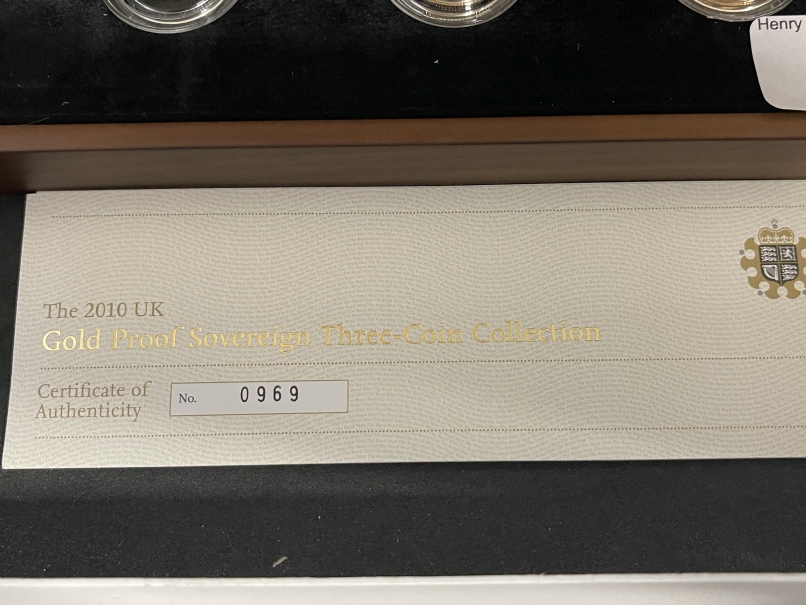 Henry
The 2010 UK
Gold Proof Sovereign Three-Coin Collection
Certificate of
Authenticity
No. 0969